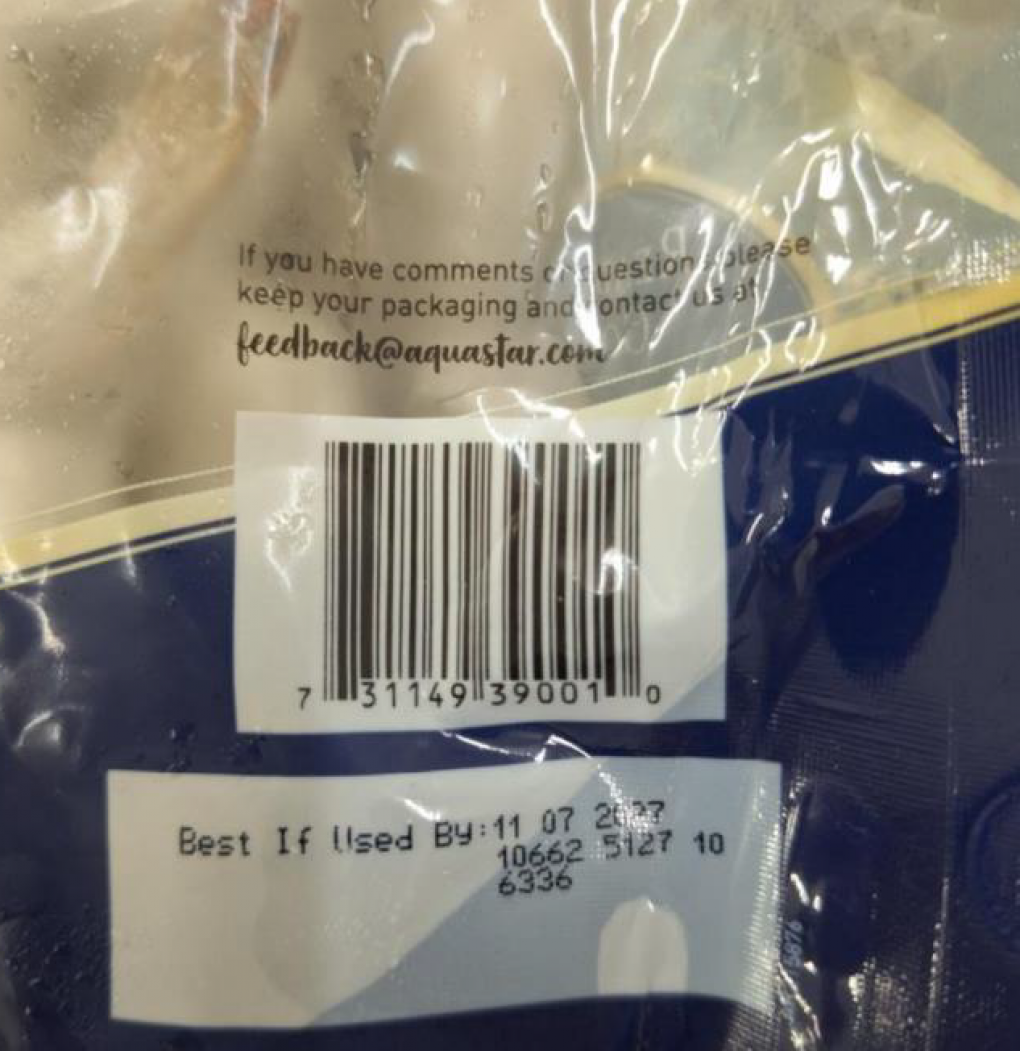 If you have comments or questions please
keep your packaging and contact us at
feedback@aquastar.com
7 31149 39001 0
Best If Used By: 11 07 2027
10662 5127 10
6336